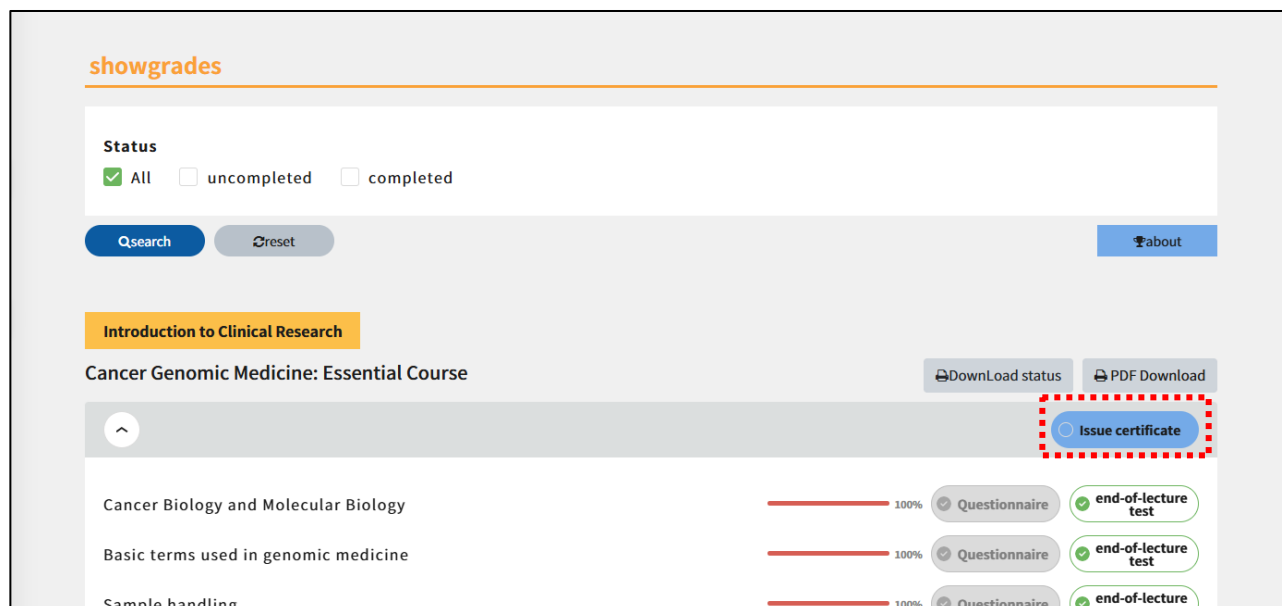 showgrades
Status
All uncompleted completed
search reset about
Introduction to Clinical Research
Cancer Genomic Medicine: Essential Course
DownLoad status PDF Download
Issue certificate
Cancer Biology and Molecular Biology 100% Questionnaire end-of-lecture test
Basic terms used in genomic medicine 100% Questionnaire end-of-lecture test
Sample handling 100% Questionnaire end-of-lecture